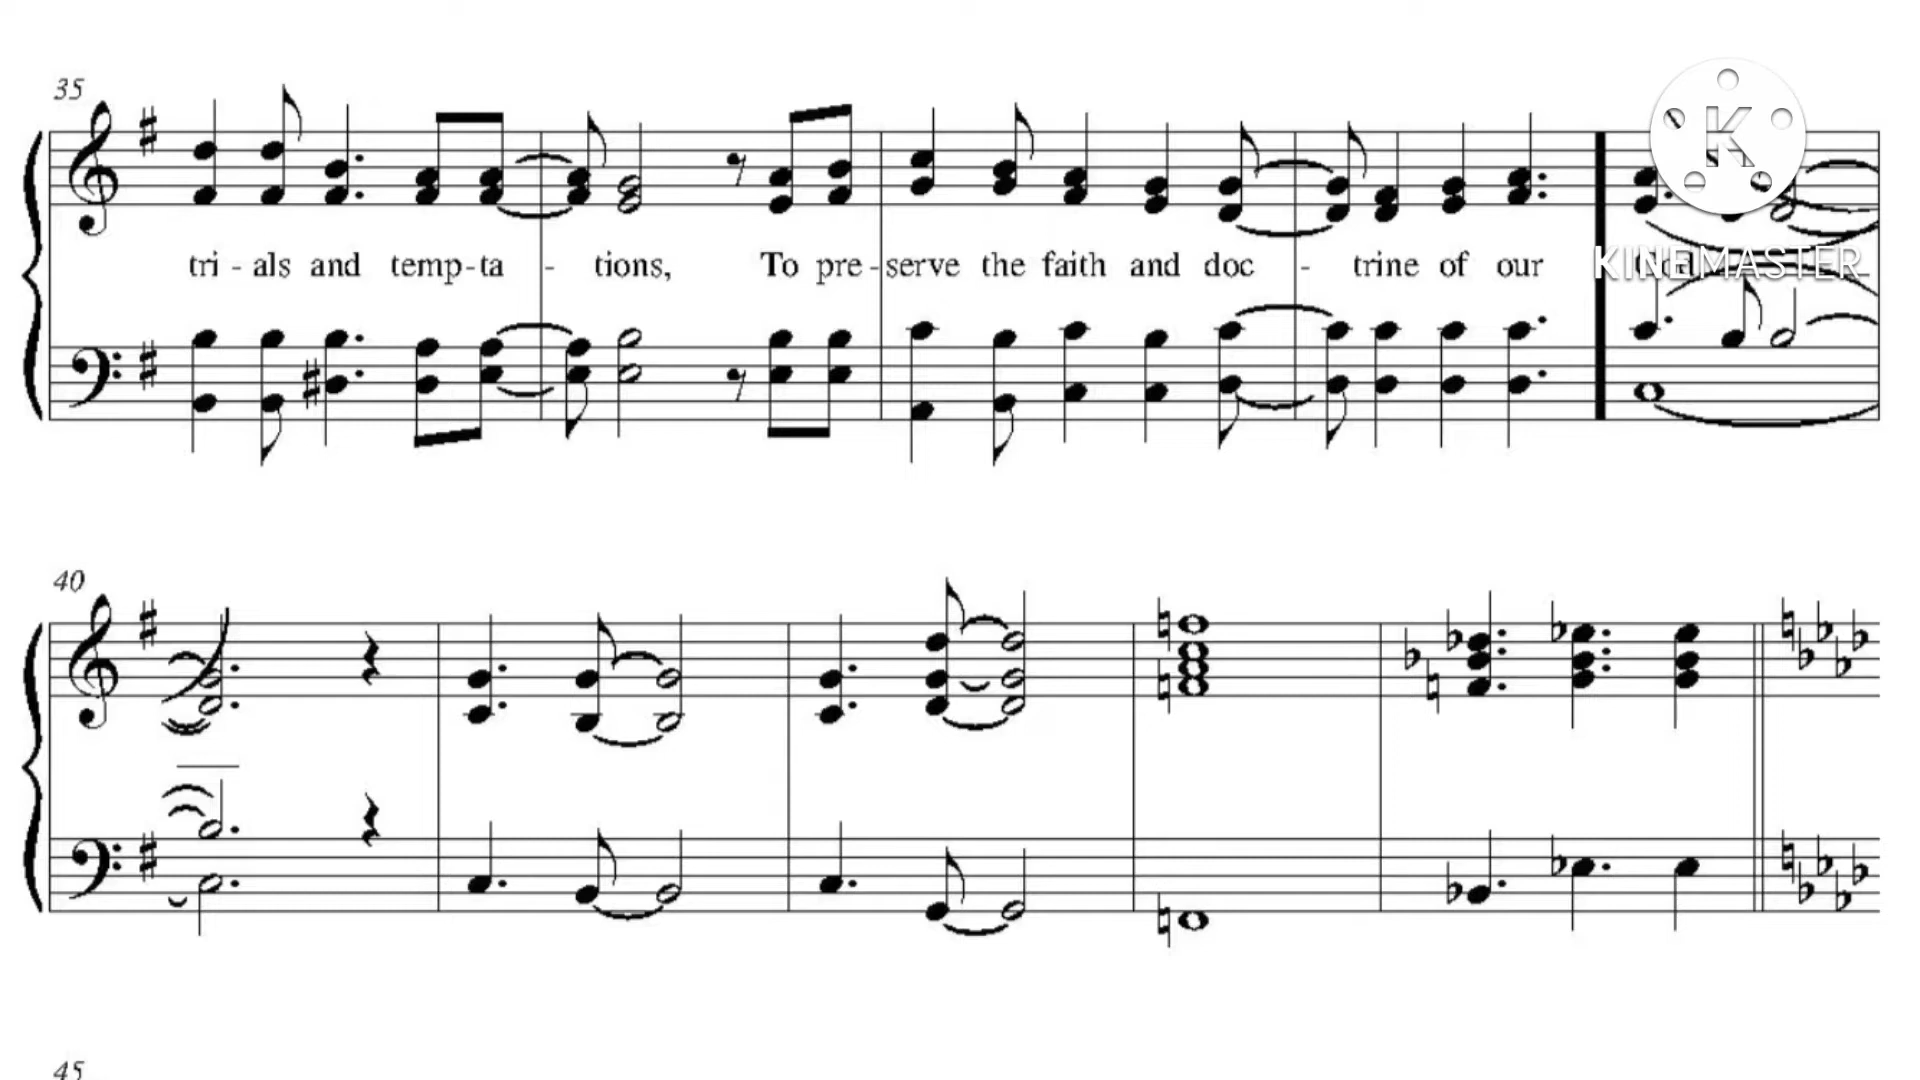 35
tri - als and temp - ta - tions, To pre - serve the faith and doc - trine of our
K
KINEMASTER
40
45